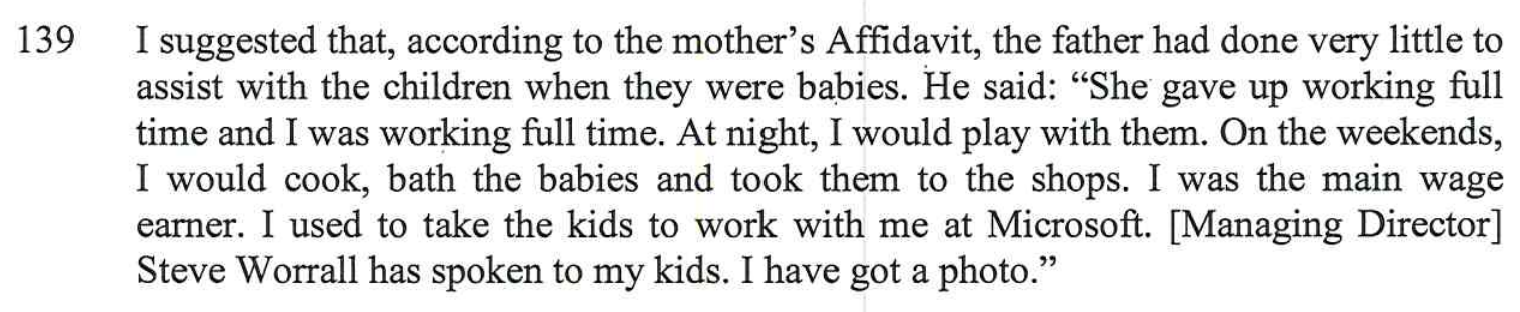 139 I suggested that, according to the mother's Affidavit, the father had done very little to
assist with the children when they were babies. He said: “She gave up working full
time and I was working full time. At night, I would play with them. On the weekends,
I would cook, bath the babies and took them to the shops. I was the main wage
earner. I used to take the kids to work with me at Microsoft. [Managing Director]
Steve Worrall has spoken to my kids. I have got a photo.”